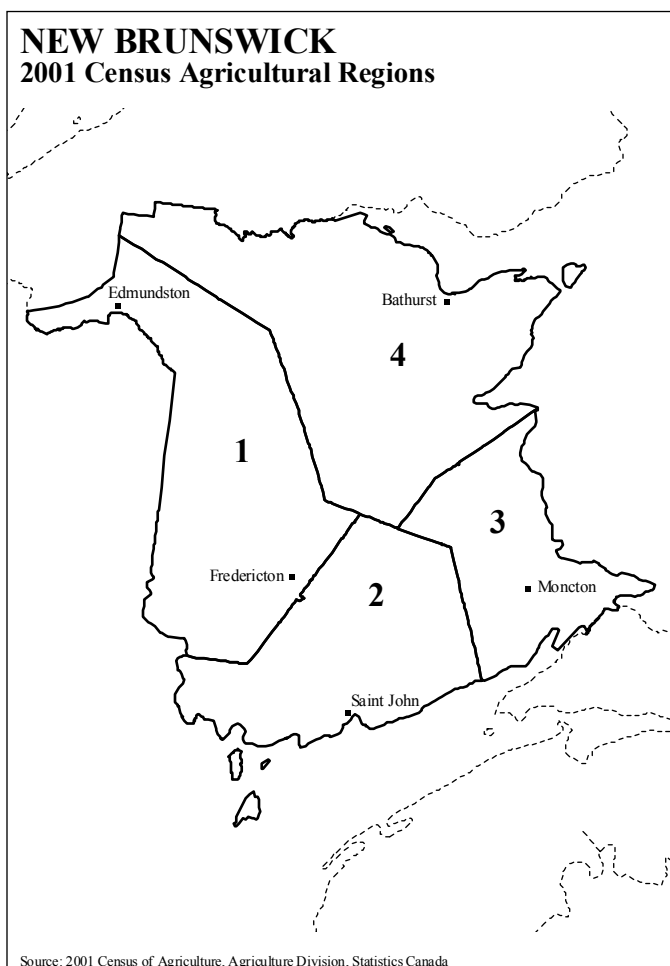 NEW BRUNSWICK
2001 Census Agricultural Regions
Edmundston
Bathurst
4
1
3
Fredericton
Moncton
2
Saint John
Source: 2001 Census of Agriculture, Agriculture Division, Statistics Canada